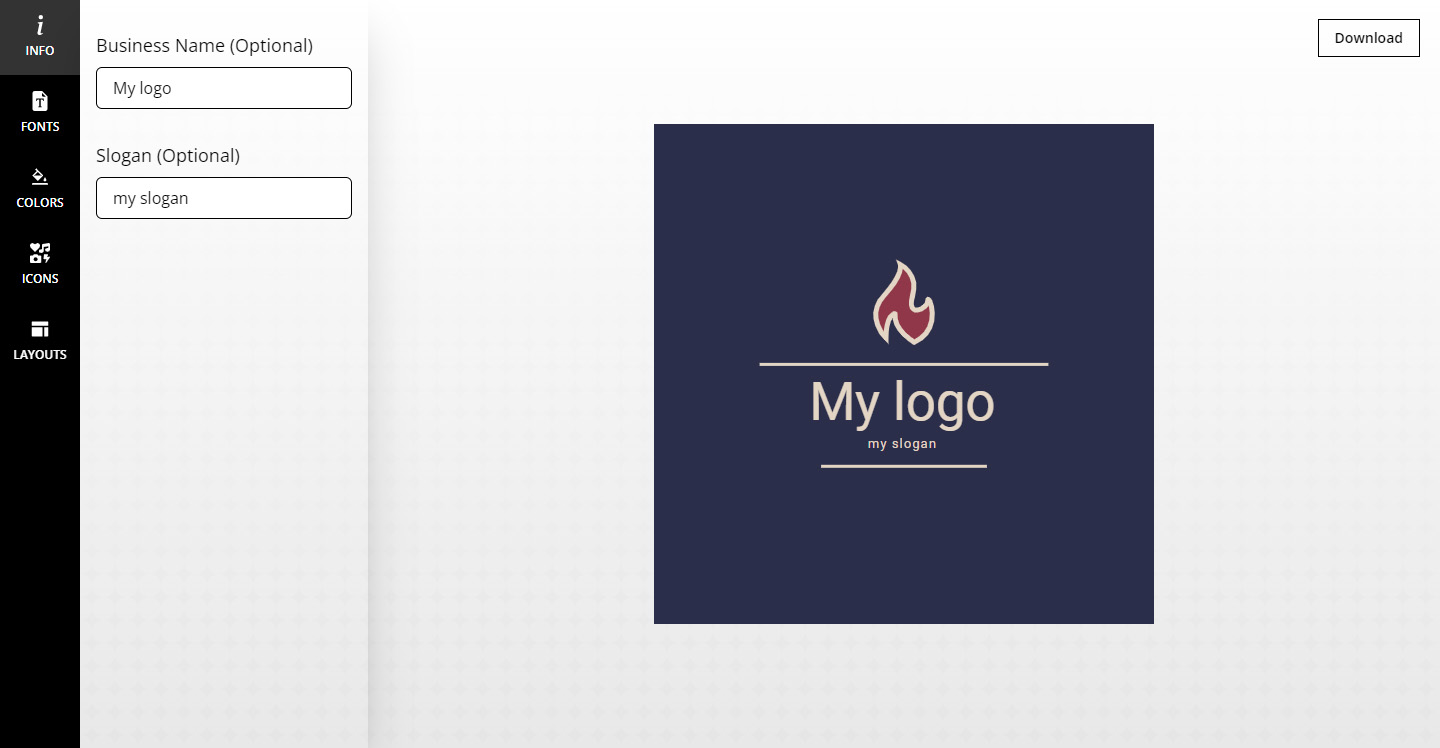 INFO
FONTS
COLORS
ICONS
LAYOUTS
Business Name (Optional)
My logo
Slogan (Optional)
my slogan
Download
My logo
my slogan